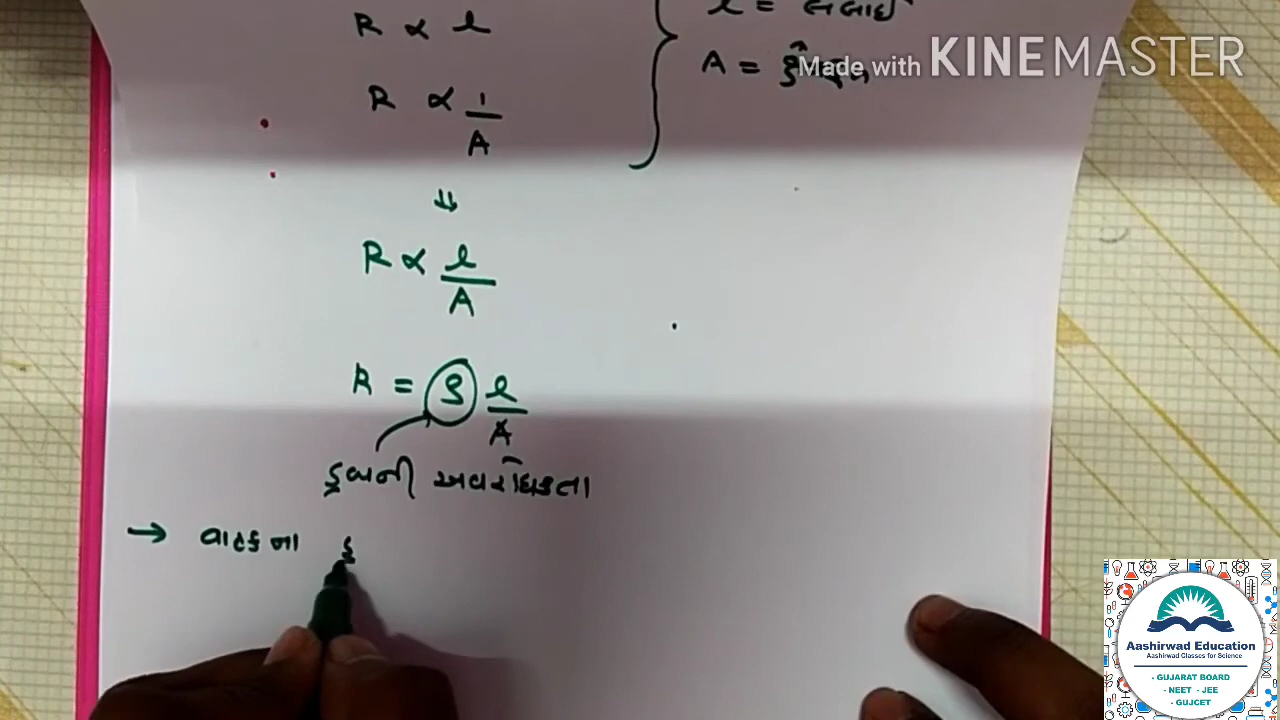 R ∝ l
l = લંબાઈ
R ∝ 1/A
A =
Made with KINEMASTER
⇓
R ∝ l/A
R = ρ l/A
દ્રવ્યની અવરોધકતા
→ વાહકના દ્ર
Aashirwad Education
Aashirwad Classes for Science
- GUJARAT BOARD
- NEET - JEE
- GUJCET